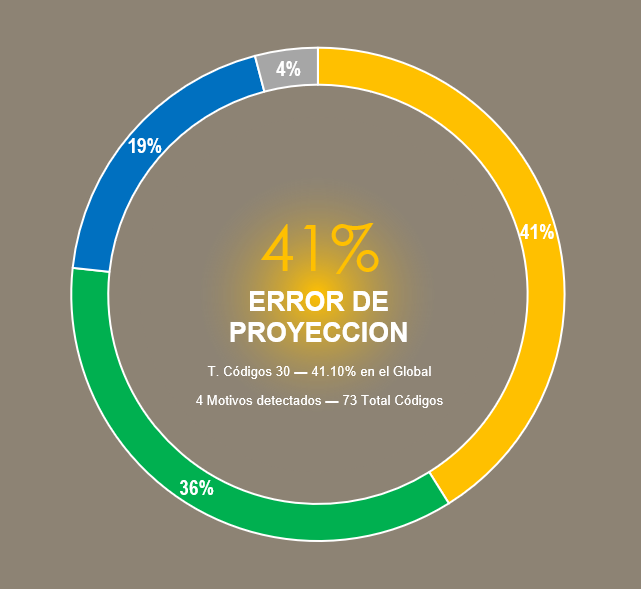 4%
19%
41%
41%
ERROR DE
PROYECCION
T. Códigos 30 — 41.10% en el Global
4 Motivos detectados — 73 Total Códigos
36%